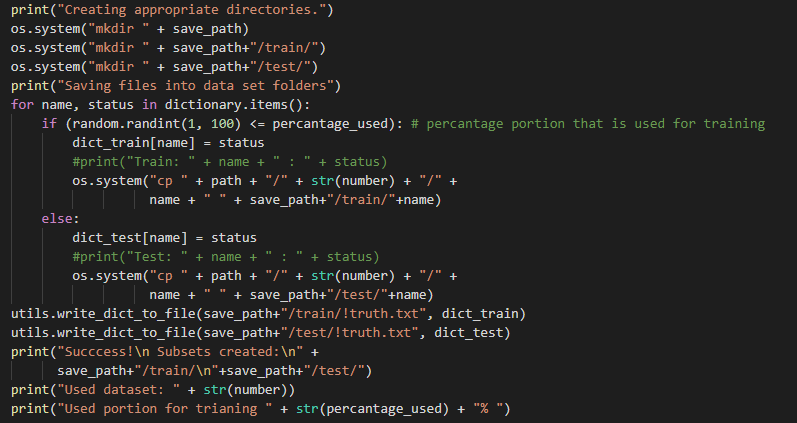 print("Creating appropriate directories.")
os.system("mkdir " + save_path)
os.system("mkdir " + save_path+"/train/")
os.system("mkdir " + save_path+"/test/")
print("Saving files into data set folders")
for name, status in dictionary.items():
    if (random.randint(1, 100) <= percantage_used): # percantage portion that is used for training
        dict_train[name] = status
        #print("Train: " + name + " : " + status)
        os.system("cp " + path + "/" + str(number) + "/" +
                  name + " " + save_path+"/train/"+name)
    else:
        dict_test[name] = status
        #print("Test: " + name + " : " + status)
        os.system("cp " + path + "/" + str(number) + "/" +
                  name + " " + save_path+"/test/"+name)
utils.write_dict_to_file(save_path+"/train/!truth.txt", dict_train)
utils.write_dict_to_file(save_path+"/test/!truth.txt", dict_test)
print("Succcess!\n Subsets created:\n" +
      save_path+"/train/\n"+save_path+"/test/")
print("Used dataset: " + str(number))
print("Used portion for trianing " + str(percantage_used) + "% ")